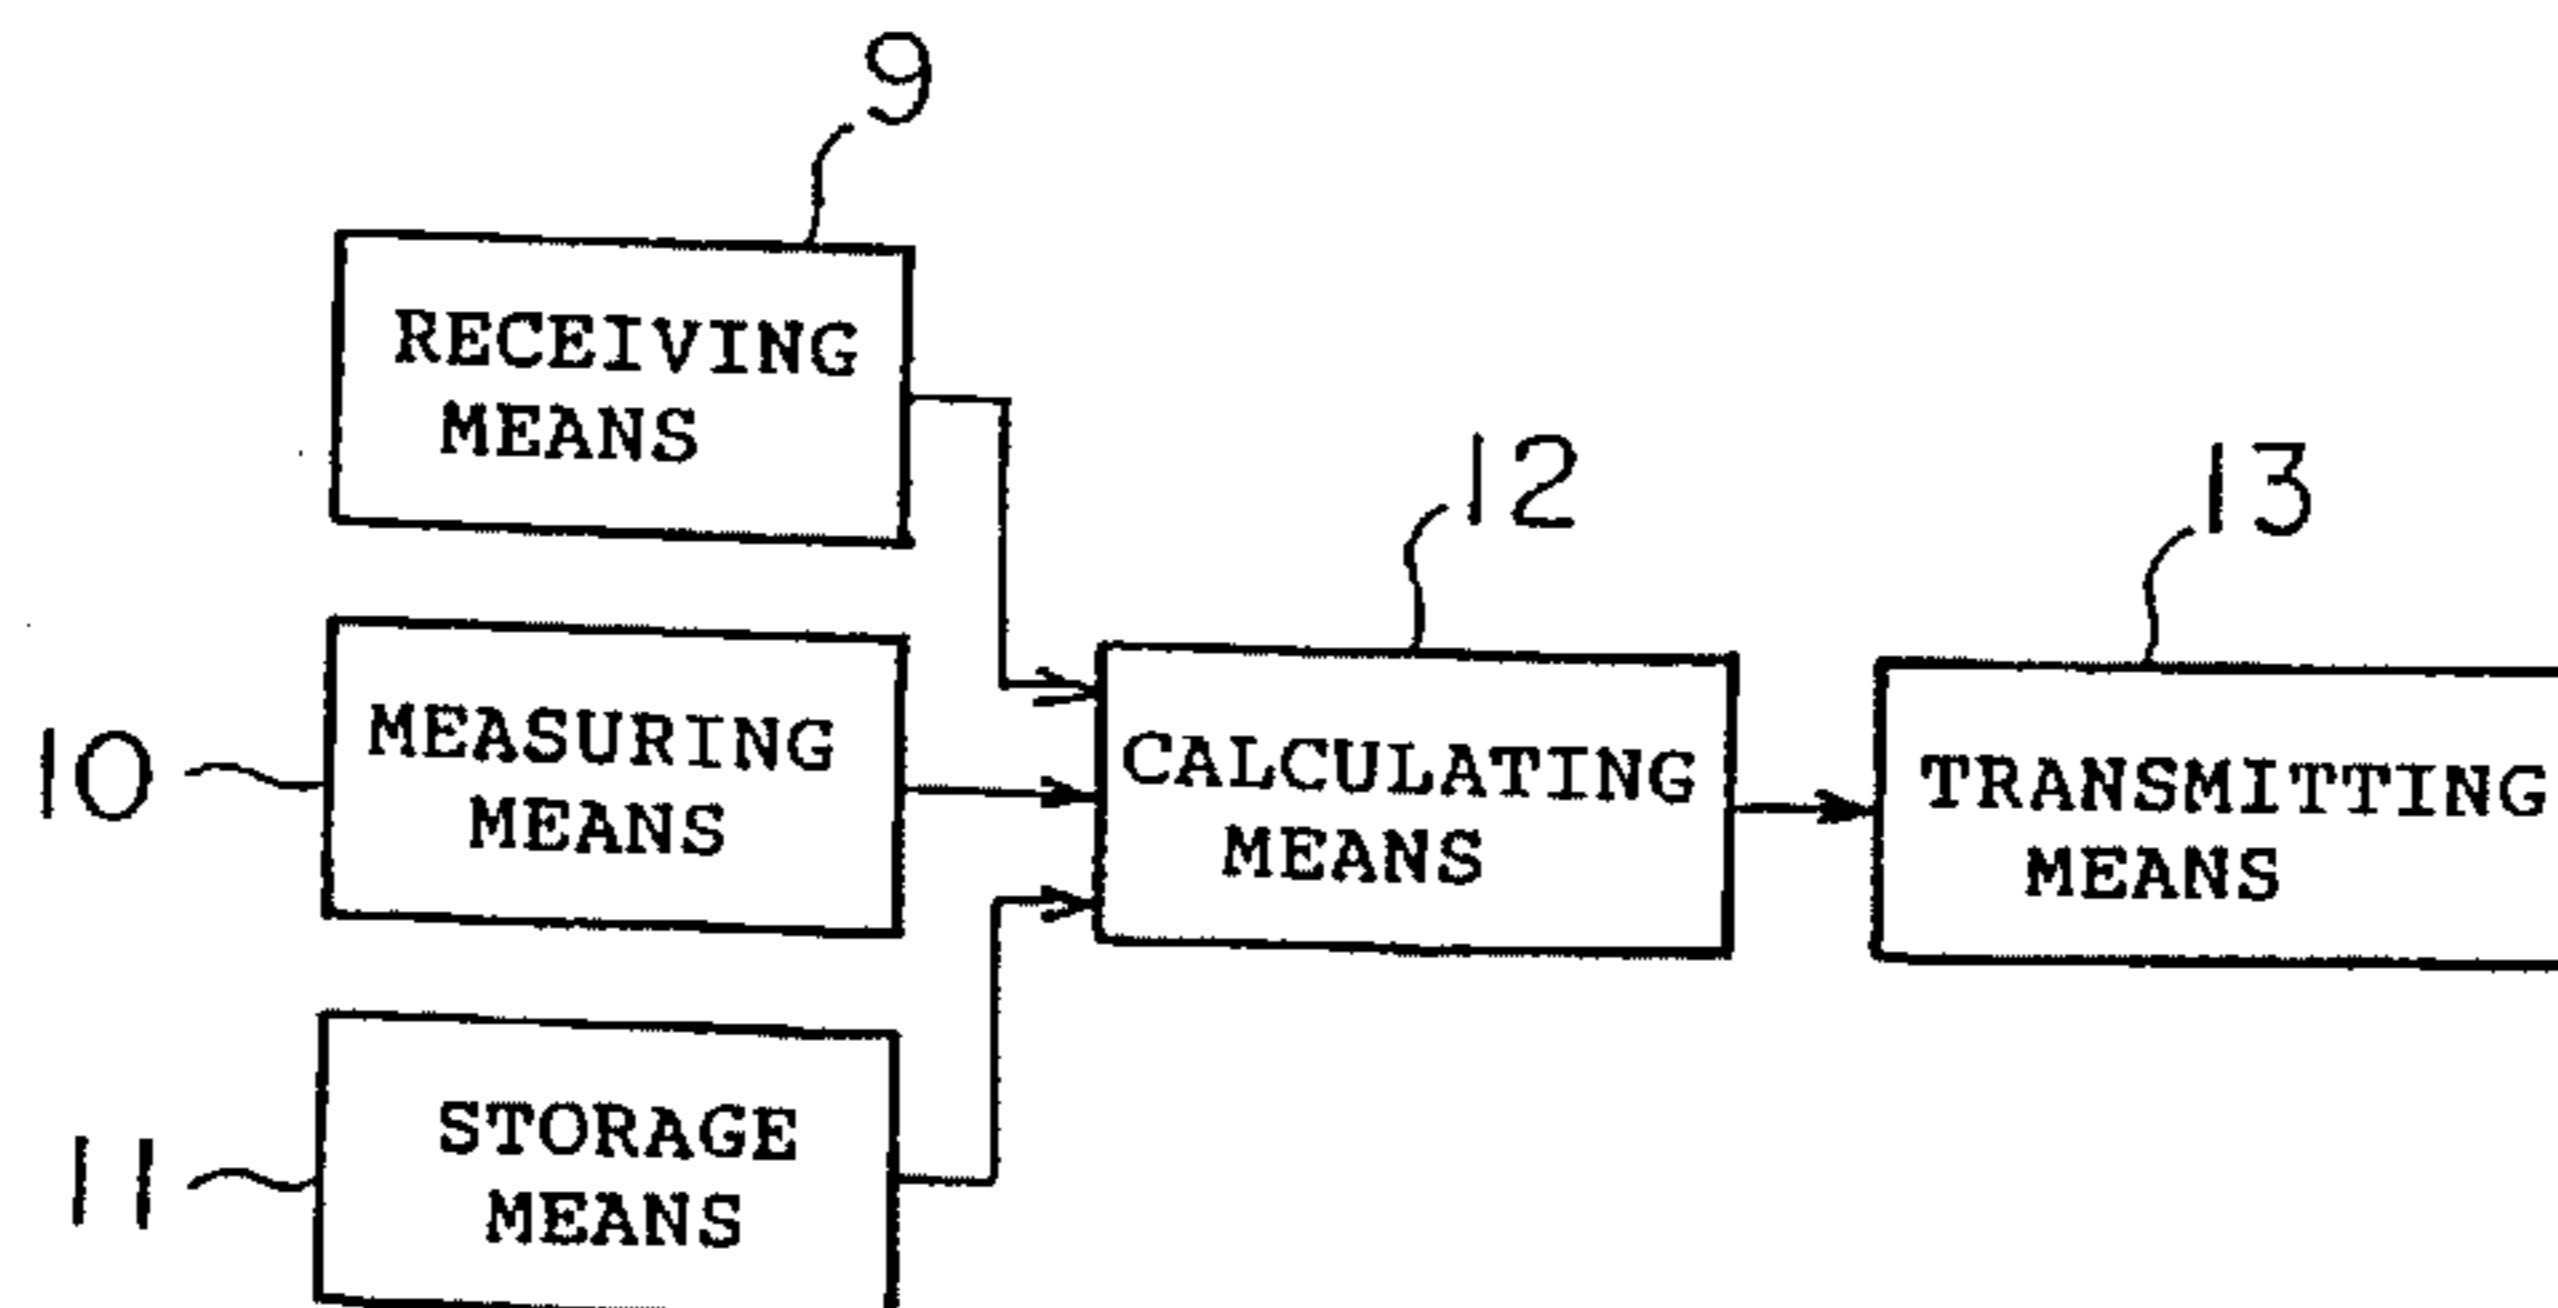 9
RECEIVING
MEANS
12
13
10
MEASURING
MEANS
CALCULATING
MEANS
TRANSMITTING
MEANS
11
STORAGE
MEANS